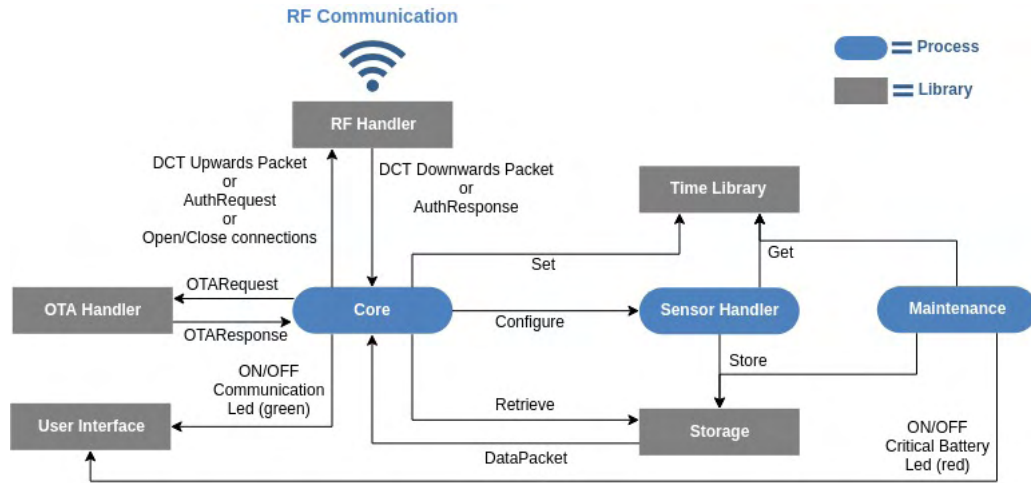 RF Communication
= Process
= Library
RF Handler
DCT Upwards Packet
or
AuthRequest
or
Open/Close connections
DCT Downwards Packet
or
AuthResponse
Time Library
Set
Get
OTARequest
OTA Handler
OTAResponse
Core
Configure
Sensor Handler
Maintenance
ON/OFF
Communication
Led (green)
Store
User Interface
Retrieve
Storage
DataPacket
ON/OFF
Critical Battery
Led (red)